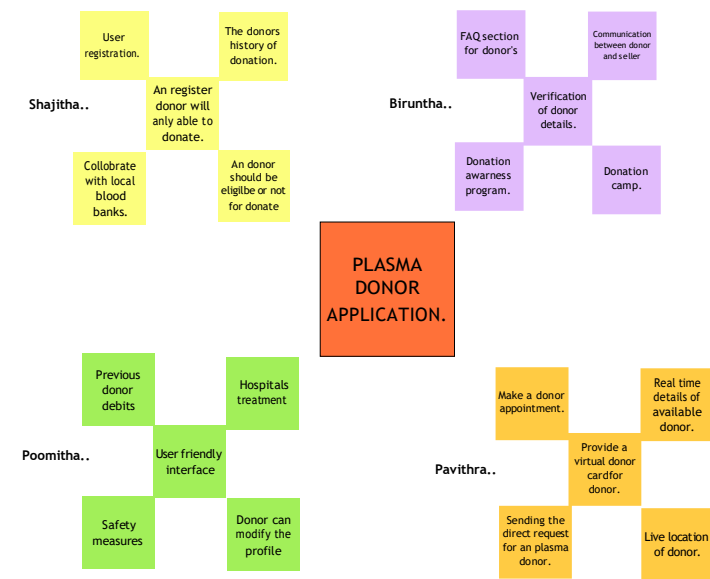 User
registration.
The donors
history of
donation.
Shajitha..
An register
donor will
anly able to
donate.
Collobrate
with local
blood
banks.
An donor
should be
eligilbe or not
for donate
FAQ section
for donor's
Communication
between donor
and seller
Biruntha..
Verification
of donor
details.
Donation
awarness
program.
Donation
camp.
PLASMA
DONOR
APPLICATION.
Previous
donor
debits
Hospitals
treatment
Poomitha..
User friendly
interface
Safety
measures
Donor can
modify the
profile
Make a donor
appointment.
Real time
details of
available
donor.
Pavithra..
Provide a
virtual donor
cardfor
donor.
Sending the
direct request
for an plasma
donor.
Live location
of donor.